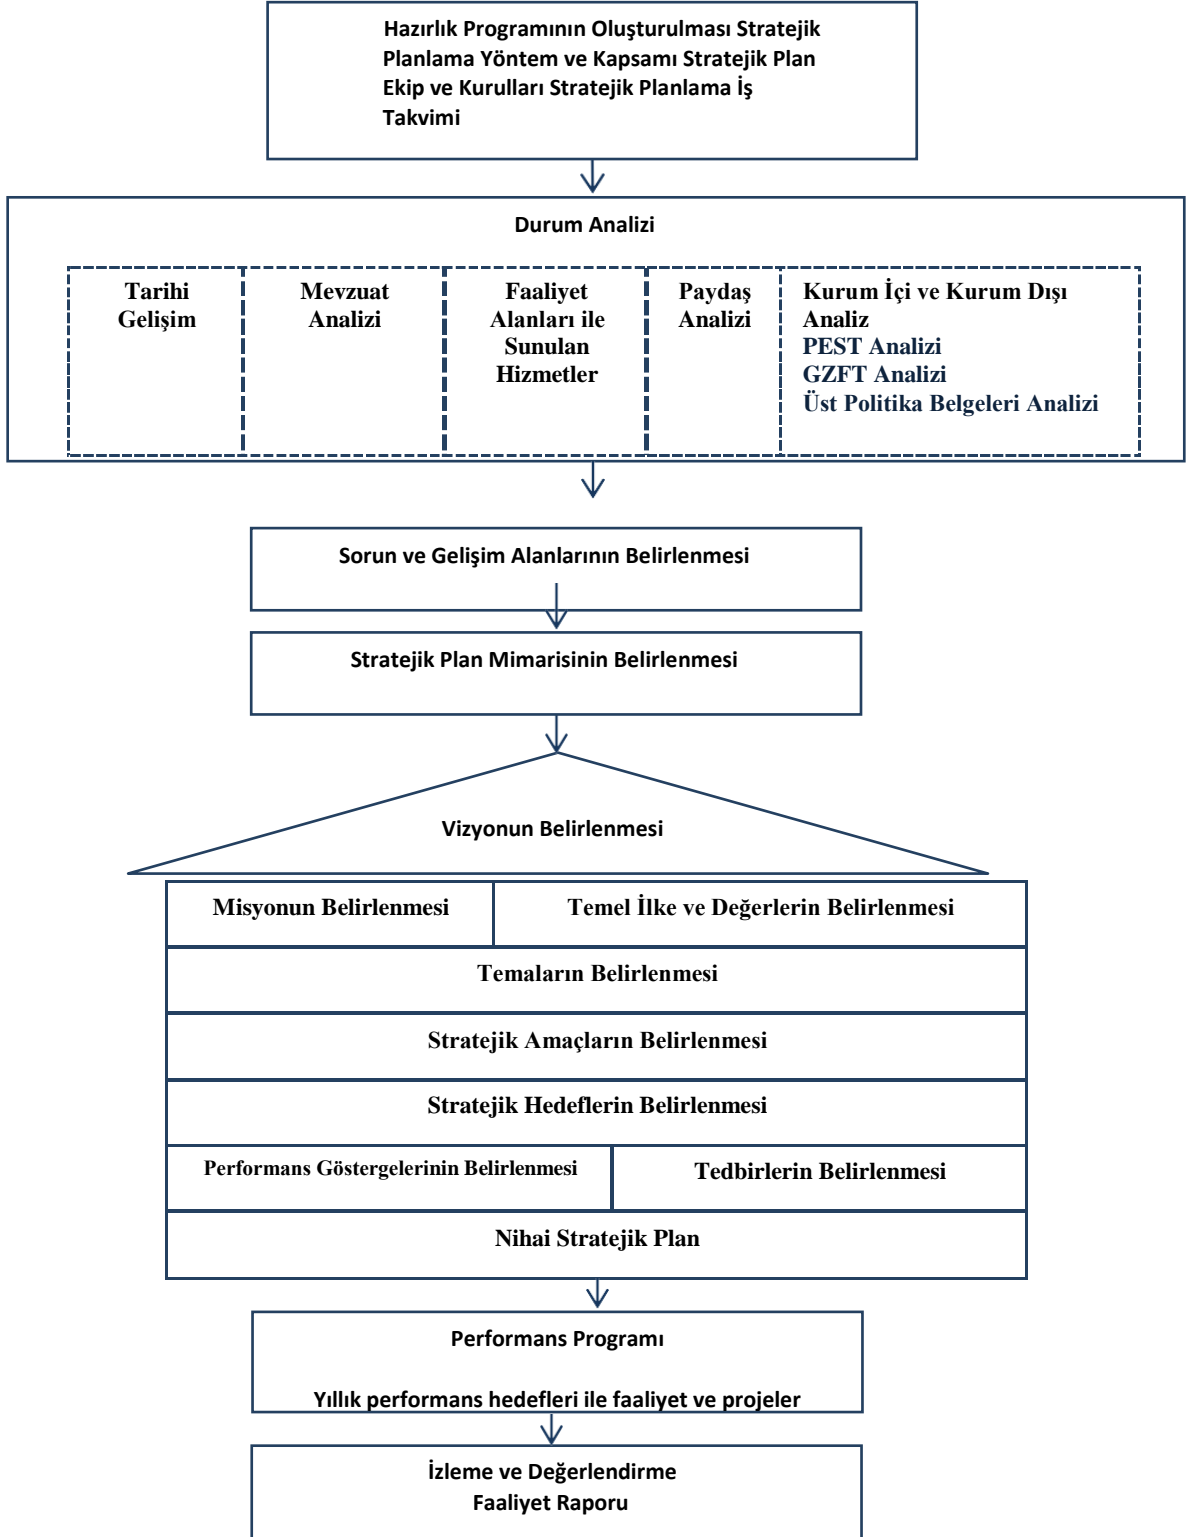 Hazırlık Programının Oluşturulması Stratejik
Planlama Yöntem ve Kapsamı Stratejik Plan
Ekip ve Kurulları Stratejik Planlama İş
Takvimi
Durum Analizi
Tarihi
Gelişim
Mevzuat
Analizi
Faaliyet
Alanları ile
Sunulan
Hizmetler
Paydaş
Analizi
Kurum İçi ve Kurum Dışı
Analiz
PEST Analizi
GZFT Analizi
Üst Politika Belgeleri Analizi
Sorun ve Gelişim Alanlarının Belirlenmesi
Stratejik Plan Mimarisinin Belirlenmesi
Vizyonun Belirlenmesi
Misyonun Belirlenmesi
Temel İlke ve Değerlerin Belirlenmesi
Temaların Belirlenmesi
Stratejik Amaçların Belirlenmesi
Stratejik Hedeflerin Belirlenmesi
Performans Göstergelerinin Belirlenmesi
Tedbirlerin Belirlenmesi
Nihai Stratejik Plan
Performans Programı
Yıllık performans hedefleri ile faaliyet ve projeler
İzleme ve Değerlendirme
Faaliyet Raporu